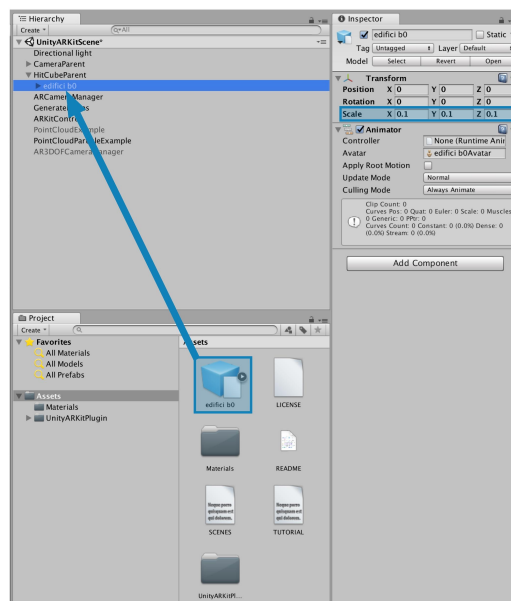 Hierarchy
Create
All
UnityARKitScene*
Directional light
CameraParent
HitCubeParent
edifici b0
PointCloudExample
PointCloudParticleExample
AR3DOFCameraManager
Project
Create
Favorites
All Materials
All Models
All Prefabs
Assets
Materials
UnityARKitPlugin
Assets
edifici b0
LICENSE
Materials
README
SCENES
TUTORIAL
UnityARKitPl...
Inspector
edifici b0
Static
Tag Untagged Layer Default
Model Select Revert Open
Transform
Position X 0 Y 0 Z 0
Rotation X 0 Y 0 Z 0
Scale X 0.1 Y 0.1 Z 0.1
Animator
Controller None (Runtime Anir
Avatar edifici b0Avatar
Apply Root Motion
Update Mode Normal
Culling Mode Always Animate
Clip Count: 0
Curves Pos: 0 Quat: 0 Euler: 0 Scale: 0 Muscles
0 Generic: 0 PPtr: 0
Curves Count: 0 Constant: 0 (0.0%) Dense: 0
(0.0%) Stream: 0 (0.0%)
Add Component